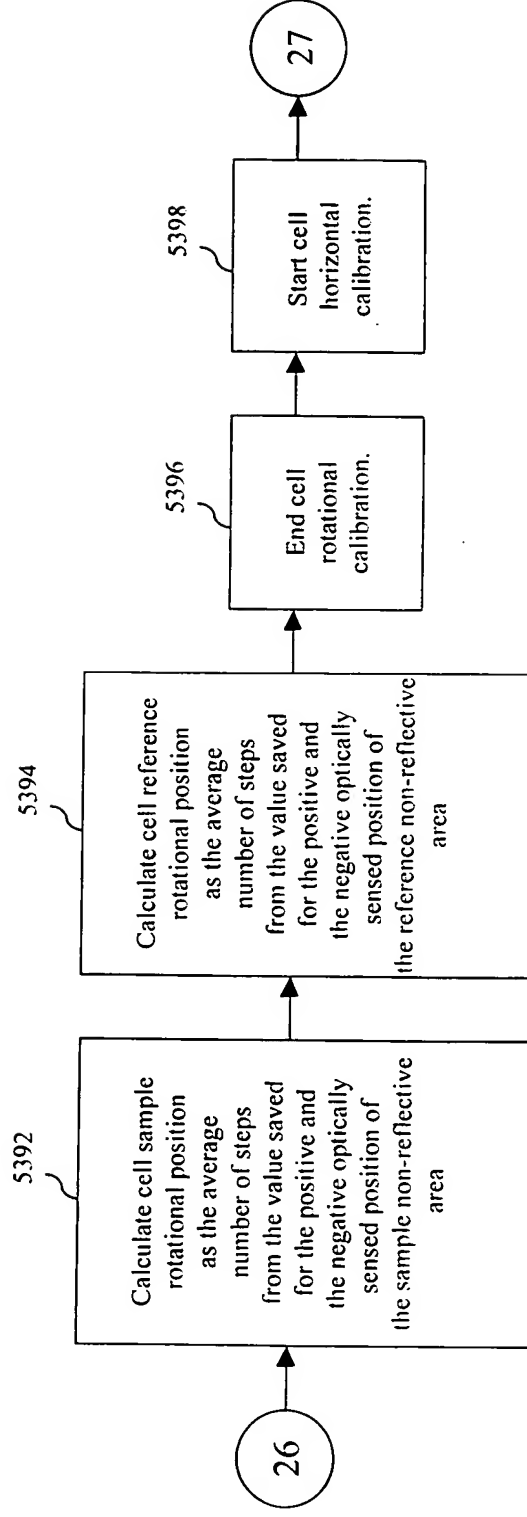 26
5392
Calculate cell sample
rotational position
as the average
number of steps
from the value saved
for the positive and
the negative optically
sensed position of
the sample non-reflective
area
5394
Calculate cell reference
rotational position
as the average
number of steps
from the value saved
for the positive and
the negative optically
sensed position of
the reference non-reflective
area
5396
End cell
rotational
calibration.
5398
Start cell
horizontal
calibration.
27